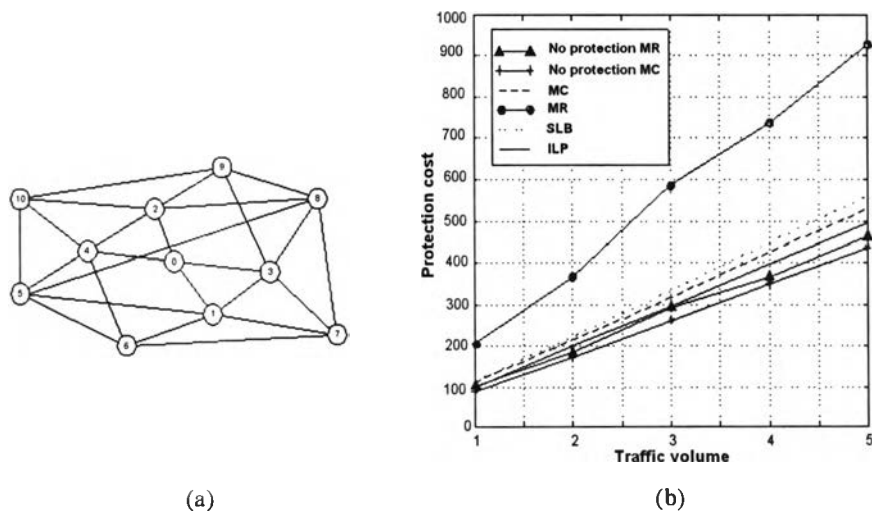 9
10
8
2
4
0
3
5
1
7
6
(a)
1000
900
800
700
600
500
400
300
200
100
0
Protection cost
No protection MR
No protection MC
MC
MR
SLB
ILP
1 2 3 4 5
Traffic volume
(b)